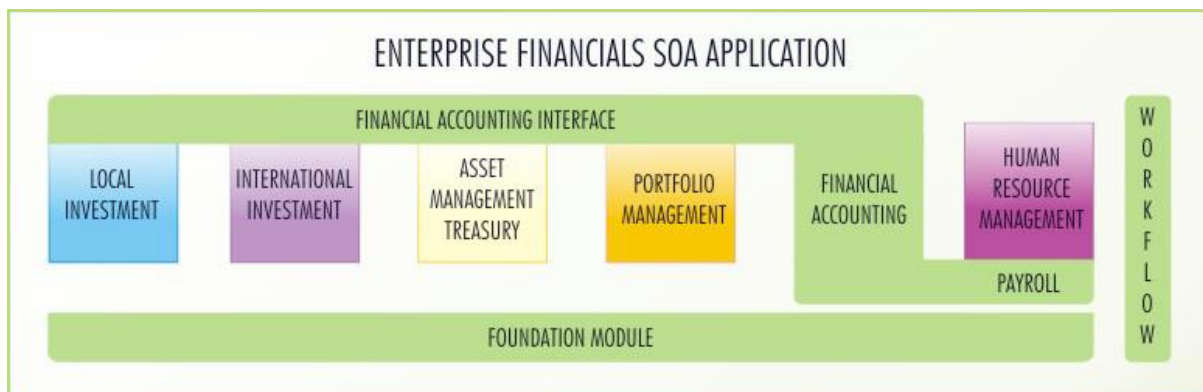 ENTERPRISE FINANCIALS SOA APPLICATION
FINANCIAL ACCOUNTING INTERFACE
LOCAL
INVESTMENT
INTERNATIONAL
INVESTMENT
ASSET
MANAGEMENT
TREASURY
PORTFOLIO
MANAGEMENT
FINANCIAL
ACCOUNTING
HUMAN
RESOURCE
MANAGEMENT
PAYROLL
FOUNDATION MODULE
WORKFLOW